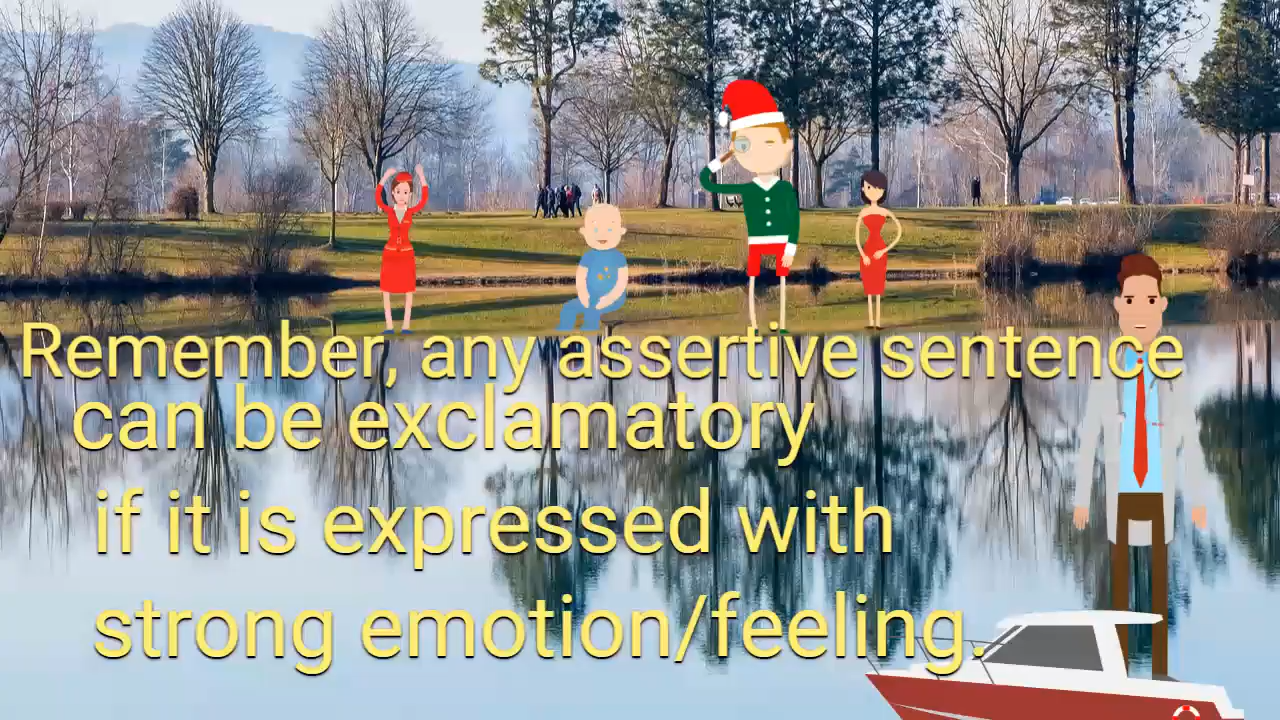 Remember, any assertive sentence
can be exclamatory
if it is expressed with
strong emotion/feeling.